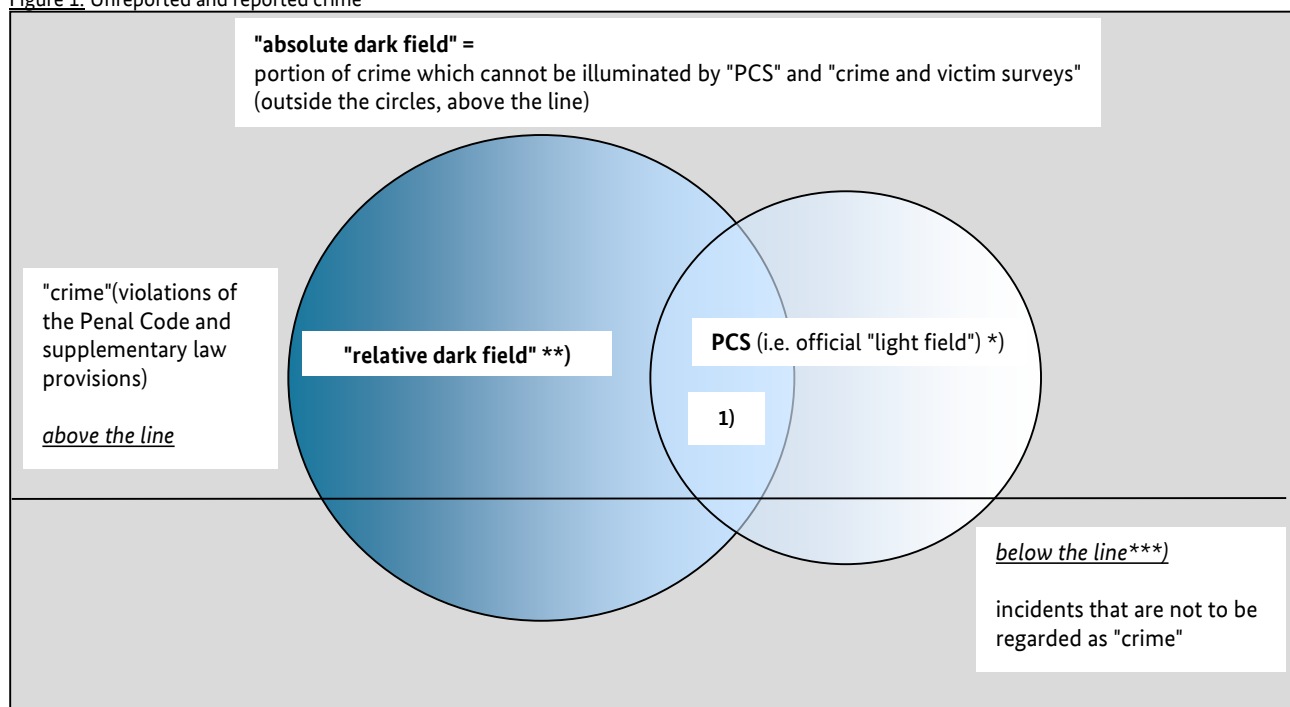 Figure 1: Unreported and reported crime
"absolute dark field" =
portion of crime which cannot be illuminated by "PCS" and "crime and victim surveys"
(outside the circles, above the line)
"crime"(violations of
the Penal Code and
supplementary law
provisions)
above the line
"relative dark field" **)
PCS (i.e. official "light field") *)
1)
below the line***)
incidents that are not to be
regarded as "crime"